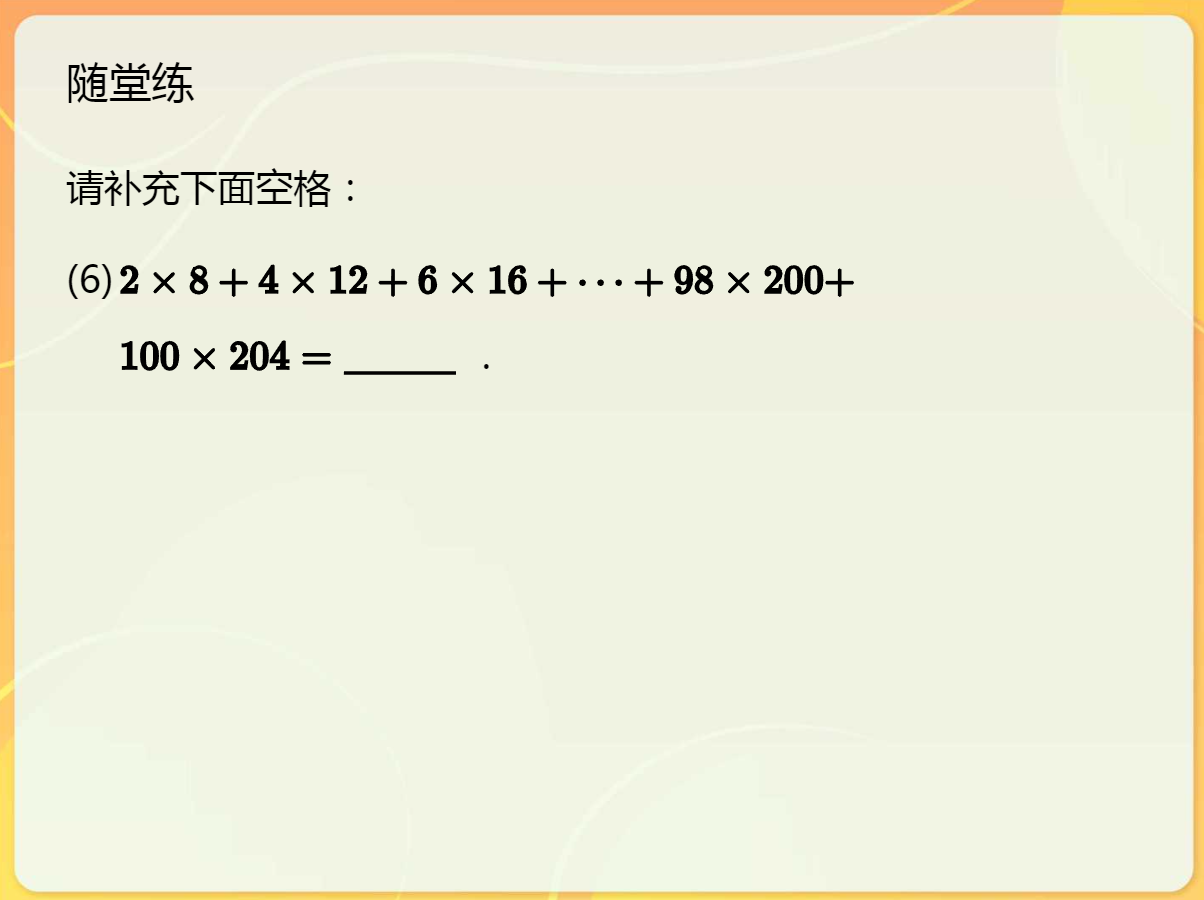 随堂练
请补充下面空格：
(6) 2 × 8 + 4 × 12 + 6 × 16 + ··· + 98 × 200+
100 × 204 = _____ .